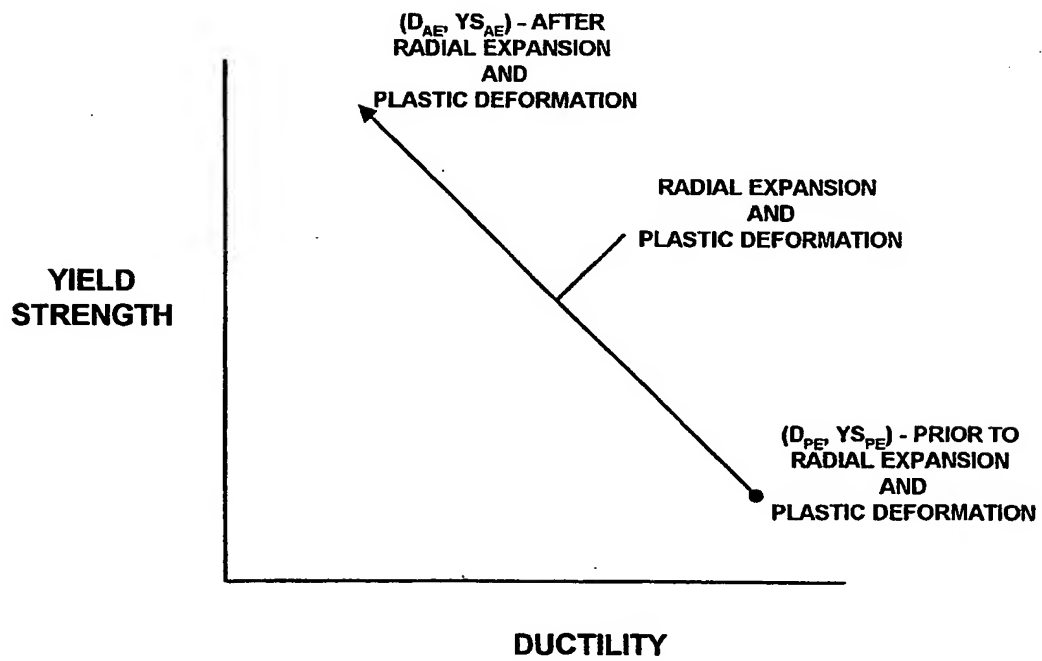 (D_AE, YS_AE) - AFTER
RADIAL EXPANSION
AND
PLASTIC DEFORMATION
RADIAL EXPANSION
AND
PLASTIC DEFORMATION
YIELD
STRENGTH
(D_PE, YS_PE) - PRIOR TO
RADIAL EXPANSION
AND
PLASTIC DEFORMATION
DUCTILITY